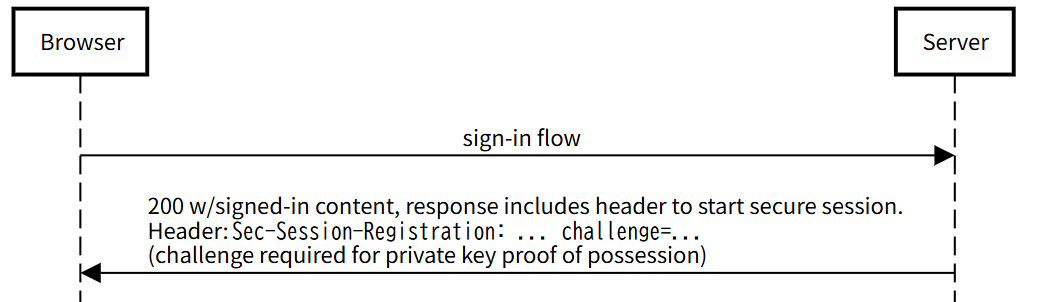 Browser
Server
sign-in flow
200 w/signed-in content, response includes header to start secure session.
Header: Sec-Session-Registration: ... challenge=...
(challenge required for private key proof of possession)